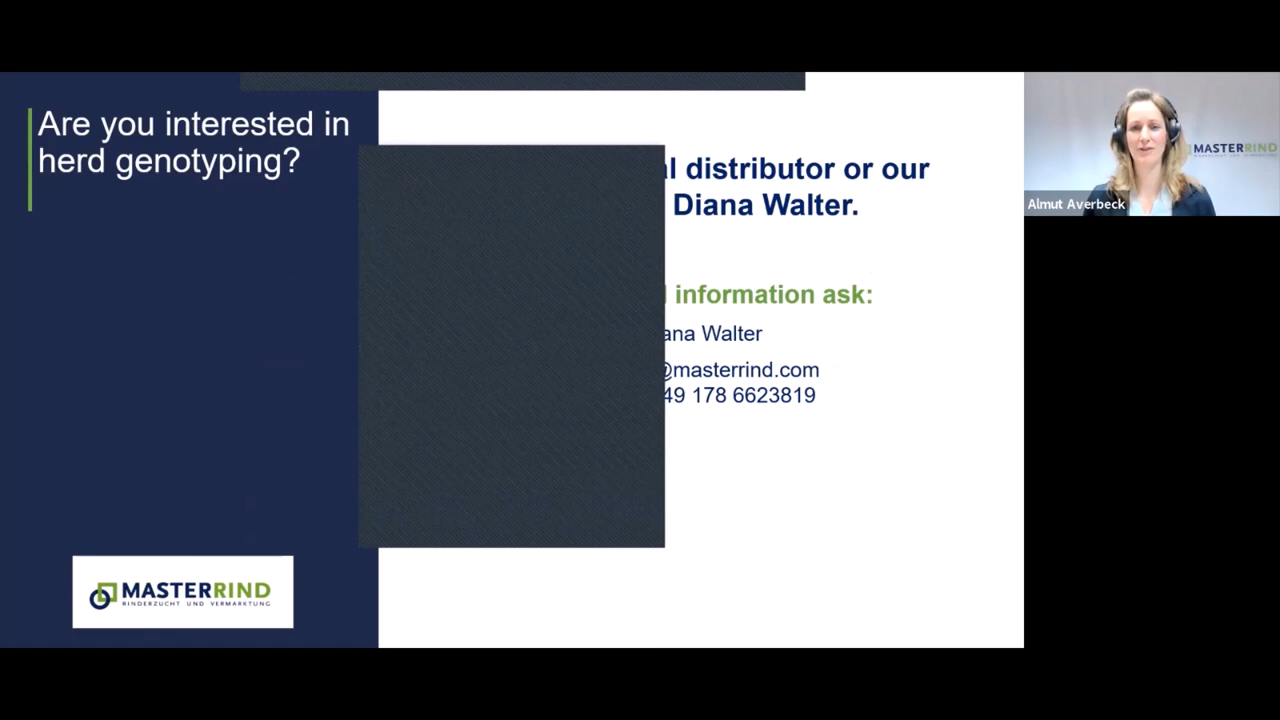 Are you interested in
herd genotyping?
distributor or our
Diana Walter.
information ask:
Walter
@masterrind.com
49 178 6623819
MASTERRIND
RINDERZUCHT UND VERMARKTUNG
MASTERRIND
Almut Averbeck